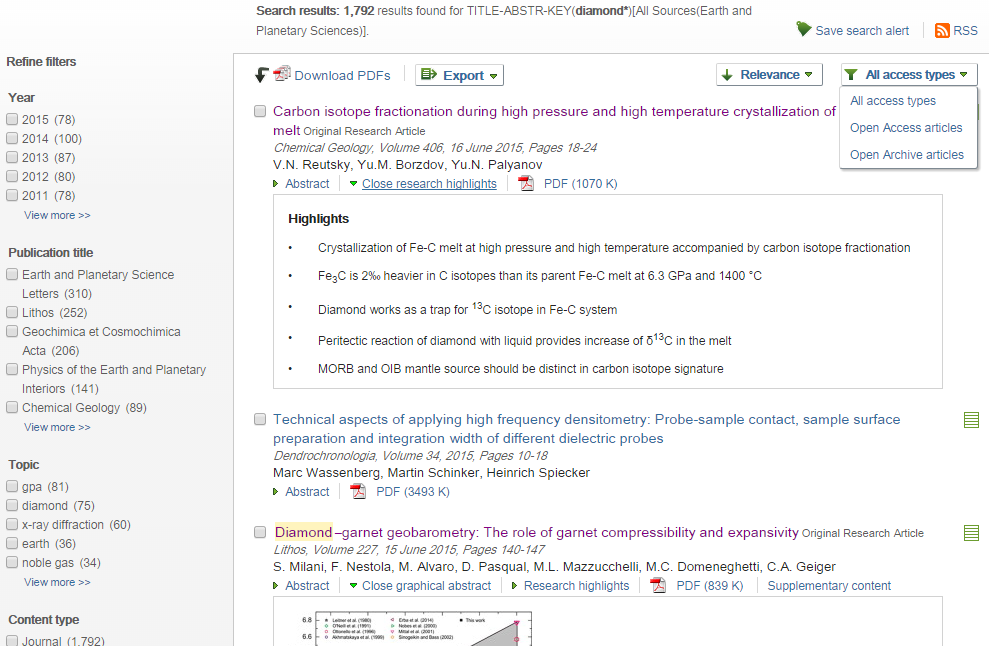 Search results: 1,792 results found for TITLE-ABSTR-KEY(diamond*)[All Sources(Earth and
Planetary Sciences)].
Save search alert
RSS
Refine filters
Year
2015 (78)
2014 (100)
2013 (87)
2012 (80)
2011 (78)
View more >>
Publication title
Earth and Planetary Science
Letters (310)
Lithos (252)
Geochimica et Cosmochimica
Acta (206)
Physics of the Earth and Planetary
Interiors (141)
Chemical Geology (89)
View more >>
Topic
gpa (81)
diamond (75)
x-ray diffraction (60)
earth (36)
noble gas (34)
View more >>
Content type
Journal (1,792)
Download PDFs
Export
Relevance
All access types
All access types
Open Access articles
Open Archive articles
Carbon isotope fractionation during high pressure and high temperature crystallization of
melt Original Research Article
Chemical Geology, Volume 406, 16 June 2015, Pages 18-24
V.N. Reutsky, Yu.M. Borzdov, Yu.N. Palyanov
Abstract
Close research highlights
PDF (1070 K)
Highlights
• Crystallization of Fe-C melt at high pressure and high temperature accompanied by carbon isotope fractionation
• Fe₃C is 2‰ heavier in C isotopes than its parent Fe-C melt at 6.3 GPa and 1400 °C
• Diamond works as a trap for ¹³C isotope in Fe-C system
• Peritectic reaction of diamond with liquid provides increase of δ¹³C in the melt
• MORB and OIB mantle source should be distinct in carbon isotope signature
Technical aspects of applying high frequency densitometry: Probe-sample contact, sample surface
preparation and integration width of different dielectric probes
Dendrochronologia, Volume 34, 2015, Pages 10-18
Marc Wassenberg, Martin Schinker, Heinrich Spiecker
Abstract
PDF (3493 K)
Diamond–garnet geobarometry: The role of garnet compressibility and expansivity Original Research Article
Lithos, Volume 227, 15 June 2015, Pages 140-147
S. Milani, F. Nestola, M. Alvaro, D. Pasqual, M.L. Mazzucchelli, M.C. Domeneghetti, C.A. Geiger
Abstract
Close graphical abstract
Research highlights
PDF (839 K)
Supplementary content
6.8
6.6
Leitner et al. (1980)
O'Neill et al. (1991)
Ottonello et al. (1996)
Akhmatskaya et al. (1999)
Erba et al. (2014)
Nobes et al. (2000)
Mittal et al. (2001)
Sinogeikin and Bass (2002)
This work